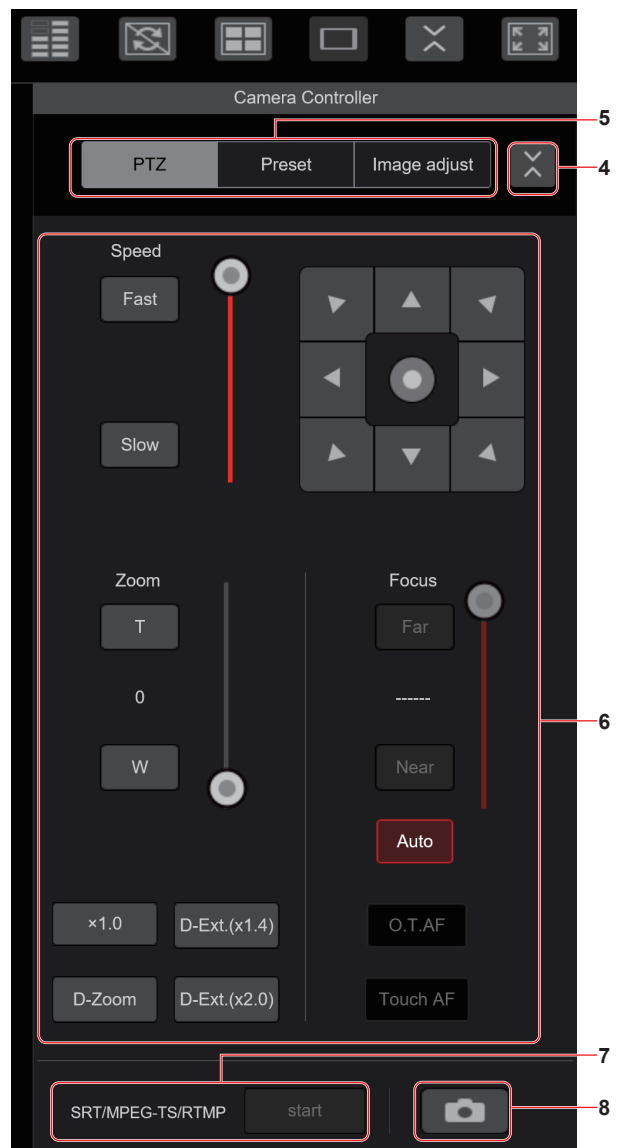 Camera Controller
5
PTZ Preset Image adjust
4
Speed
Fast
Slow
Zoom Focus
T Far
0 ------
6
W Near
Auto
×1.0 D-Ext.(x1.4) O.T.AF
D-Zoom D-Ext.(x2.0) Touch AF
7
SRT/MPEG-TS/RTMP start
8